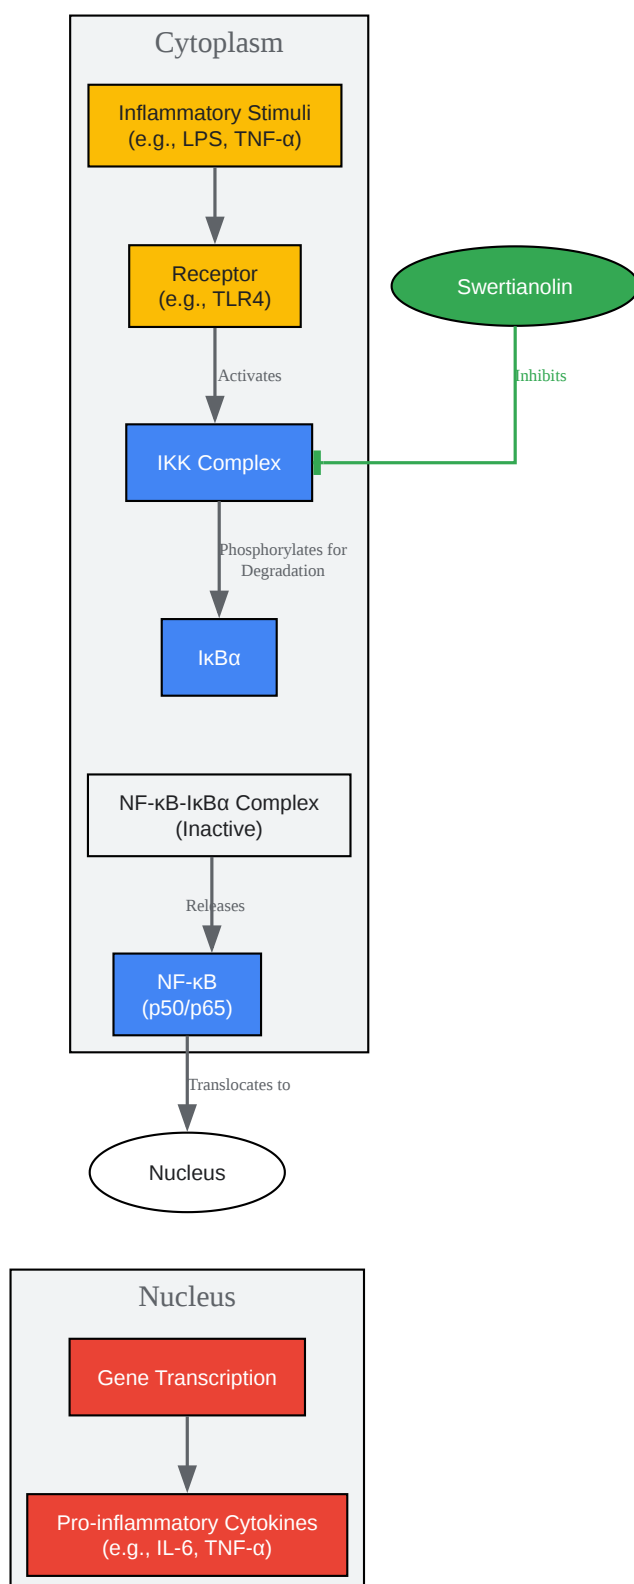 Cytoplasm
Inflammatory Stimuli
(e.g., LPS, TNF-α)
Receptor
(e.g., TLR4)
Swertianolin
Activates
Inhibits
IKK Complex
Phosphorylates for
Degradation
IκBα
NF-κB-IκBα Complex
(Inactive)
Releases
NF-κB
(p50/p65)
Translocates to
Nucleus
Nucleus
Gene Transcription
Pro-inflammatory Cytokines
(e.g., IL-6, TNF-α)